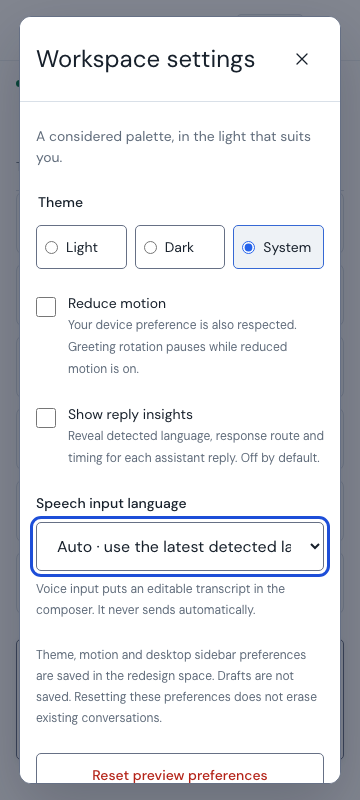 Workspace settings
A considered palette, in the light that suits
you.
Theme
Light
Dark
System
Reduce motion
Your device preference is also respected.
Greeting rotation pauses while reduced
motion is on.
Show reply insights
Reveal detected language, response route and
timing for each assistant reply. Off by default.
Speech input language
Auto · use the latest detected la
Voice input puts an editable transcript in the
composer. It never sends automatically.
Theme, motion and desktop sidebar preferences
are saved in the redesign space. Drafts are not
saved. Resetting these preferences does not erase
existing conversations.
Reset preview preferences